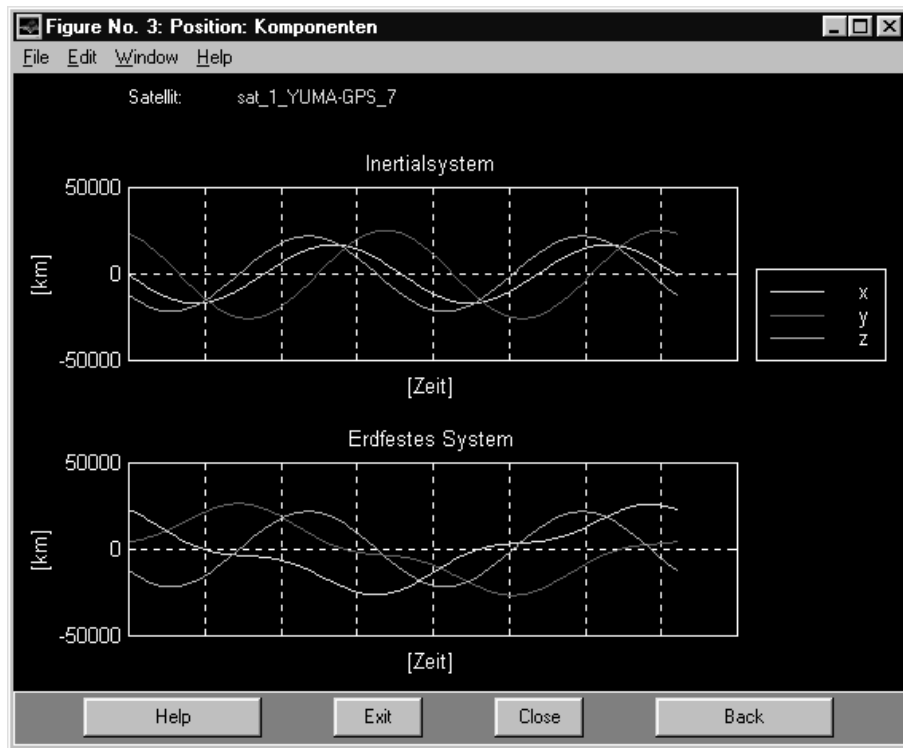 Figure No. 3: Position: Komponenten
File Edit Window Help
Satellit: sat_1_YUMA-GPS_7
Inertialsystem
50000
0
-50000
[km]
[Zeit]
x
y
z
Erdfestes System
50000
0
-50000
[km]
[Zeit]
Help Exit Close Back